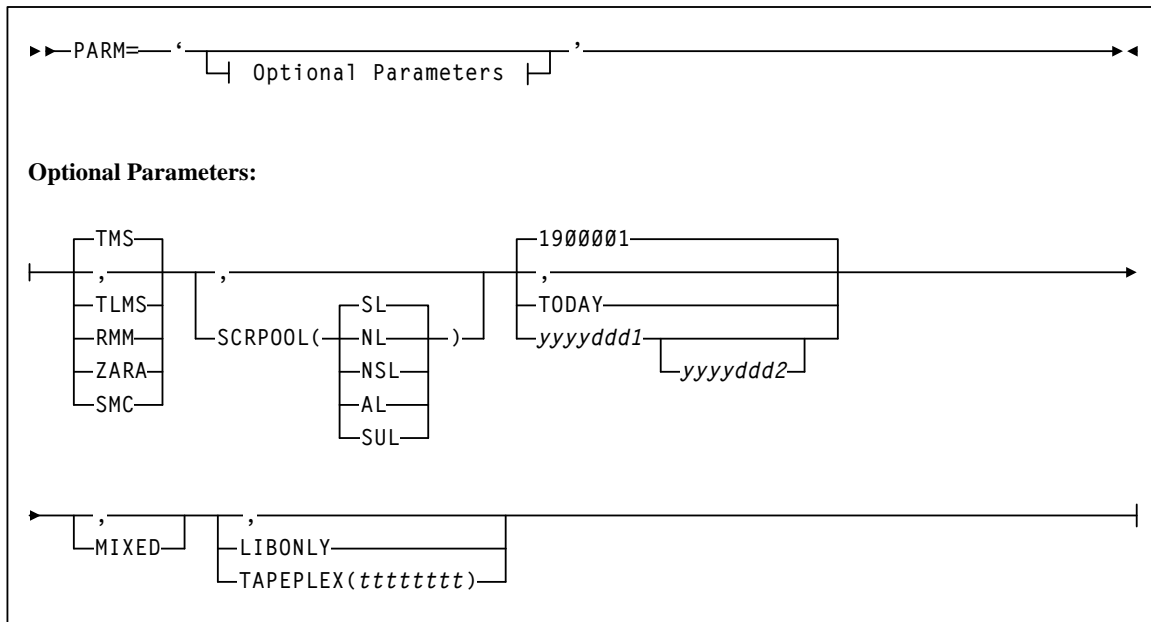 PARM= ‘ ’
Optional Parameters
Optional Parameters:
TMS 1900001
, , ,
TLMS SL TODAY
RMM SCRPOOL( NL ) yyyyddd1
ZARA NSL yyyyddd2
SMC AL
SUL
, ,
MIXED LIBONLY
TAPEPLEX(tttttttt)